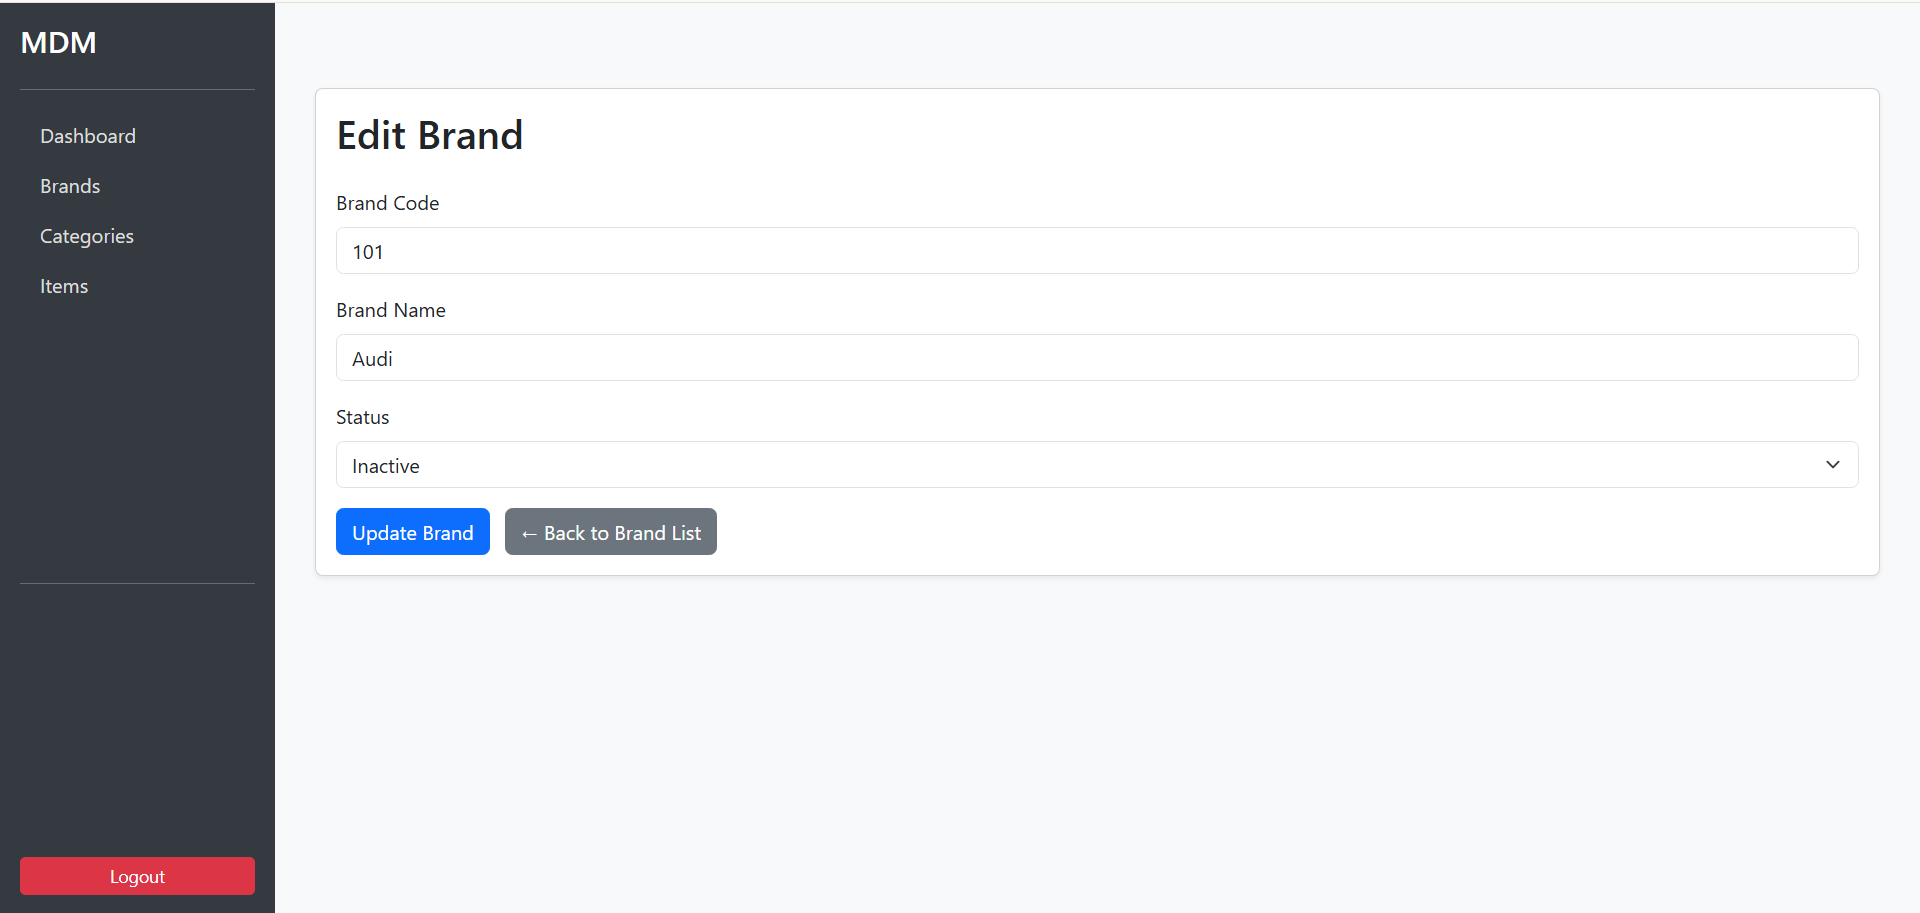 MDM
Dashboard
Brands
Categories
Items
Logout
Edit Brand
Brand Code
101
Brand Name
Audi
Status
Inactive
Update Brand
← Back to Brand List